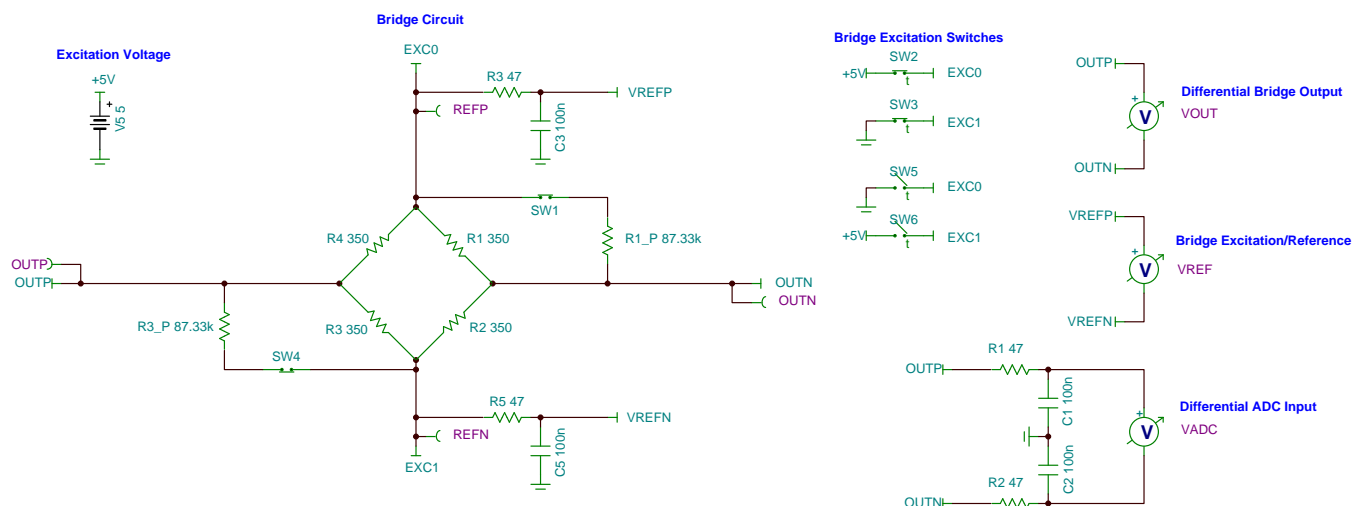 Bridge Circuit
Excitation Voltage
+5V
+
V5 5
EXC0
R3 47
VREFP
REFP
C3 100n
SW1
R4 350
R1 350
R1_P 87.33k
OUTP
OUTP
OUTN
OUTN
R3_P 87.33k
R3 350
R2 350
SW4
R5 47
VREFN
REFN
C5 100n
EXC1
Bridge Excitation Switches
SW2
+5V
t
EXC0
SW3
t
EXC1
SW5
t
EXC0
SW6
+5V
t
EXC1
OUTP
+
V
Differential Bridge Output
VOUT
OUTN
VREFP
+
V
Bridge Excitation/Reference
VREF
VREFN
R1 47
OUTP
C1 100n
+
V
Differential ADC Input
VADC
C2 100n
R2 47
OUTN